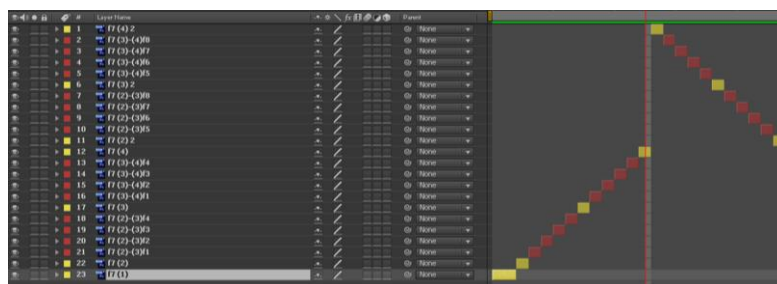 # Layer Name Parent
1 f7 (4) 2 None
2 f7 (3)-(4)f8 None
3 f7 (3)-(4)f7 None
4 f7 (3)-(4)f6 None
5 f7 (3)-(4)f5 None
6 f7 (3) 2 None
7 f7 (2)-(3)f8 None
8 f7 (2)-(3)f7 None
9 f7 (2)-(3)f6 None
10 f7 (2)-(3)f5 None
11 f7 (2) 2 None
12 f7 (4) None
13 f7 (3)-(4)f4 None
14 f7 (3)-(4)f3 None
15 f7 (3)-(4)f2 None
16 f7 (3)-(4)f1 None
17 f7 (3) None
18 f7 (2)-(3)f4 None
19 f7 (2)-(3)f3 None
20 f7 (2)-(3)f2 None
21 f7 (2)-(3)f1 None
22 f7 (2) None
23 f7 (1) None